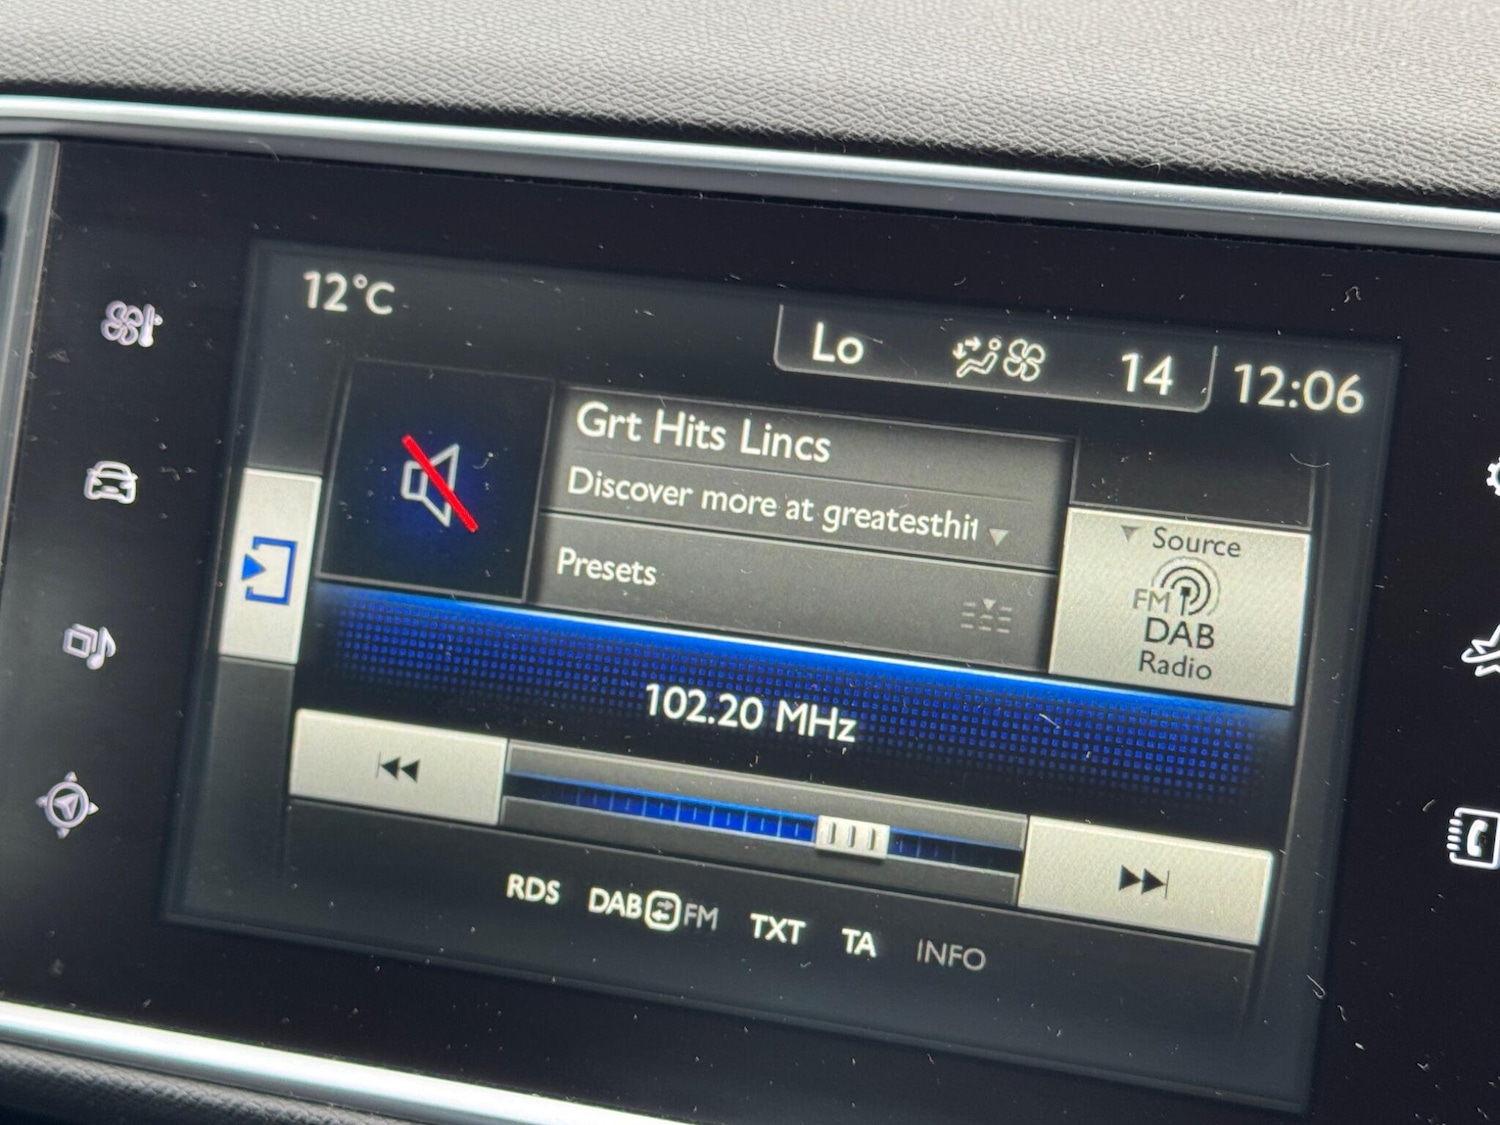 12°C
Lo
14
12:06
Grt Hits Lincs
Discover more at greatesthit
Presets
Source
FM
DAB
Radio
102.20 MHz
RDS DAB FM TXT TA INFO